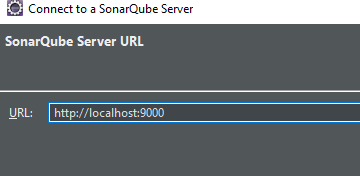 Connect to a SonarQube Server
SonarQube Server URL
URL: http://localhost:9000